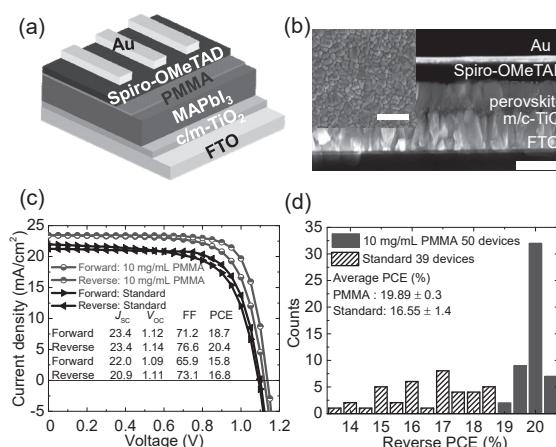 (a)
Au
Spiro-OMeTAD
PMMA
MAPbI3
c/m-TiO2
FTO
(b)
Au
Spiro-OMeTAD
perovskit
m/c-TiO
FTO
(c)
Current density (mA/cm2)
25
20
15
10
5
0
-5
Forward: 10 mg/mL PMMA
Reverse: 10 mg/mL PMMA
Forward: Standard
Reverse: Standard
JSC VOC FF PCE
Forward 23.4 1.12 71.2 18.7
Reverse 23.4 1.14 76.6 20.4
Forward 22.0 1.09 65.9 15.8
Reverse 20.9 1.11 73.1 16.8
0 0.2 0.4 0.6 0.8 1.0 1.2
Voltage (V)
(d)
Counts
35
30
25
20
15
10
5
0
10 mg/mL PMMA 50 devices
Standard 39 devices
Average PCE (%)
PMMA : 19.89 ± 0.3
Standard: 16.55 ± 1.4
14 15 16 17 18 19 20
Reverse PCE (%)